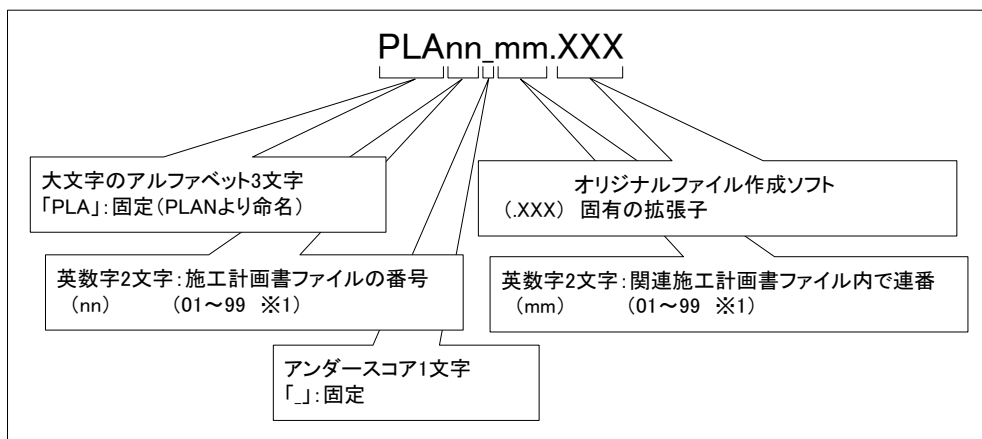 PLAnn_mm.XXX
大文字のアルファベット3文字
「PLA」:固定(PLANより命名)
オリジナルファイル作成ソフト
(.XXX) 固有の拡張子
英数字2文字:施工計画書ファイルの番号
(nn) (01~99 ※1)
英数字2文字:関連施工計画書ファイル内で連番
(mm) (01~99 ※1)
アンダースコア1文字
「_」:固定